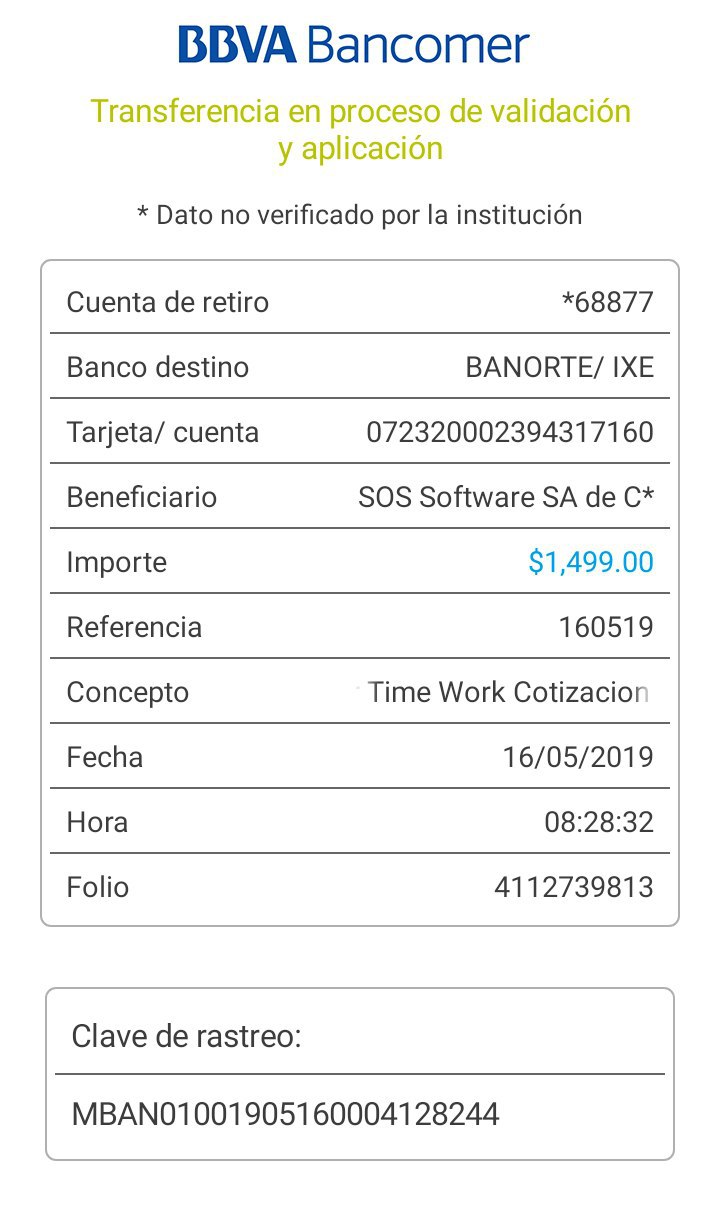 BBVA Bancomer
Transferencia en proceso de validación
y aplicación
* Dato no verificado por la institución
Cuenta de retiro *68877
Banco destino BANORTE/ IXE
Tarjeta/ cuenta 072320002394317160
Beneficiario SOS Software SA de C*
Importe $1,499.00
Referencia 160519
Concepto Time Work Cotizacion
Fecha 16/05/2019
Hora 08:28:32
Folio 4112739813
Clave de rastreo:
MBAN01001905160004128244